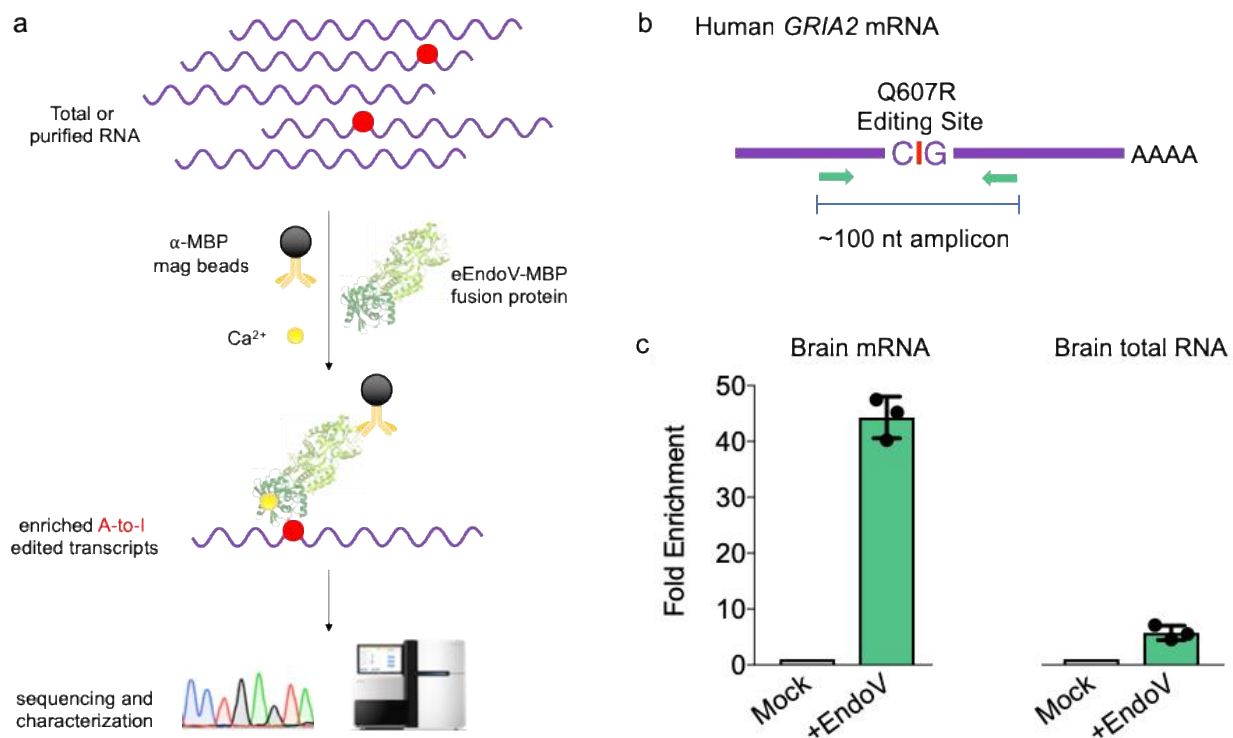 a
Total or
purified RNA
α-MBP
mag beads
eEndoV-MBP
fusion protein
Ca²⁺
enriched A-to-I
edited transcripts
sequencing and
characterization
b
Human GRIA2 mRNA
Q607R
Editing Site
CIG
AAAA
~100 nt amplicon
c
Brain mRNA
Brain total RNA
Fold Enrichment
50
40
30
20
10
0
Mock
+EndoV
Mock
+EndoV